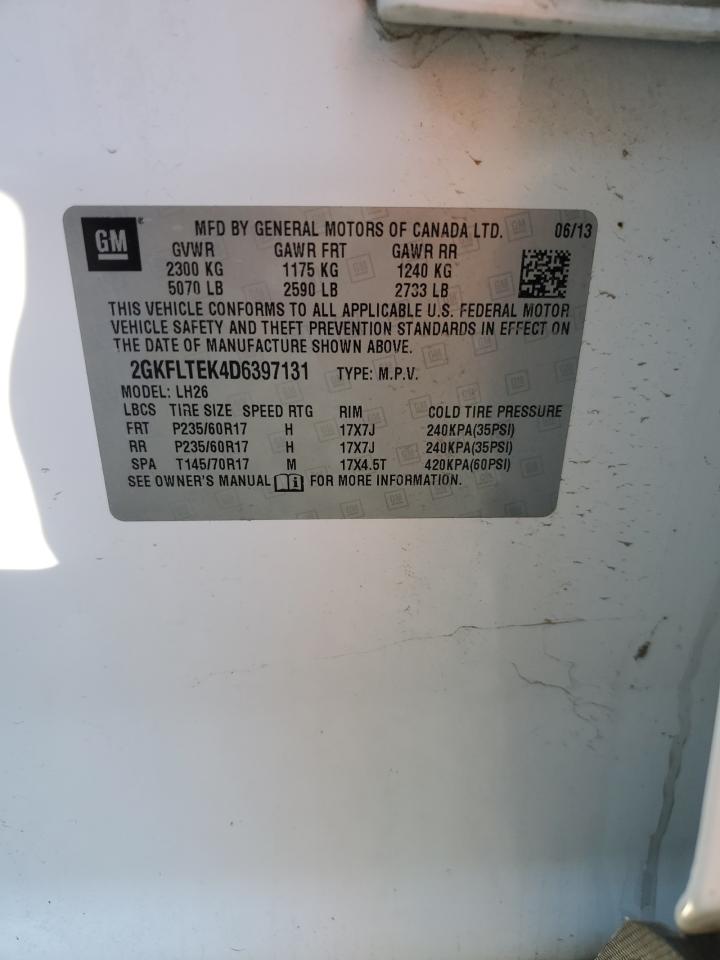 GM ® MFD BY GENERAL MOTORS OF CANADA LTD. 06/13
GVWR GAWR FRT GAWR RR
2300 KG 1175 KG 1240 KG
5070 LB 2590 LB 2733 LB
THIS VEHICLE CONFORMS TO ALL APPLICABLE U.S. FEDERAL MOTOR
VEHICLE SAFETY AND THEFT PREVENTION STANDARDS IN EFFECT ON
THE DATE OF MANUFACTURE SHOWN ABOVE.
2GKFLTEK4D6397131 TYPE: M.P.V.
MODEL: LH26
LBCS TIRE SIZE SPEED RTG RIM COLD TIRE PRESSURE
FRT P235/60R17 H 17X7J 240KPA(35PSI)
RR P235/60R17 H 17X7J 240KPA(35PSI)
SPA T145/70R17 M 17X4.5T 420KPA(60PSI)
SEE OWNER'S MANUAL FOR MORE INFORMATION.